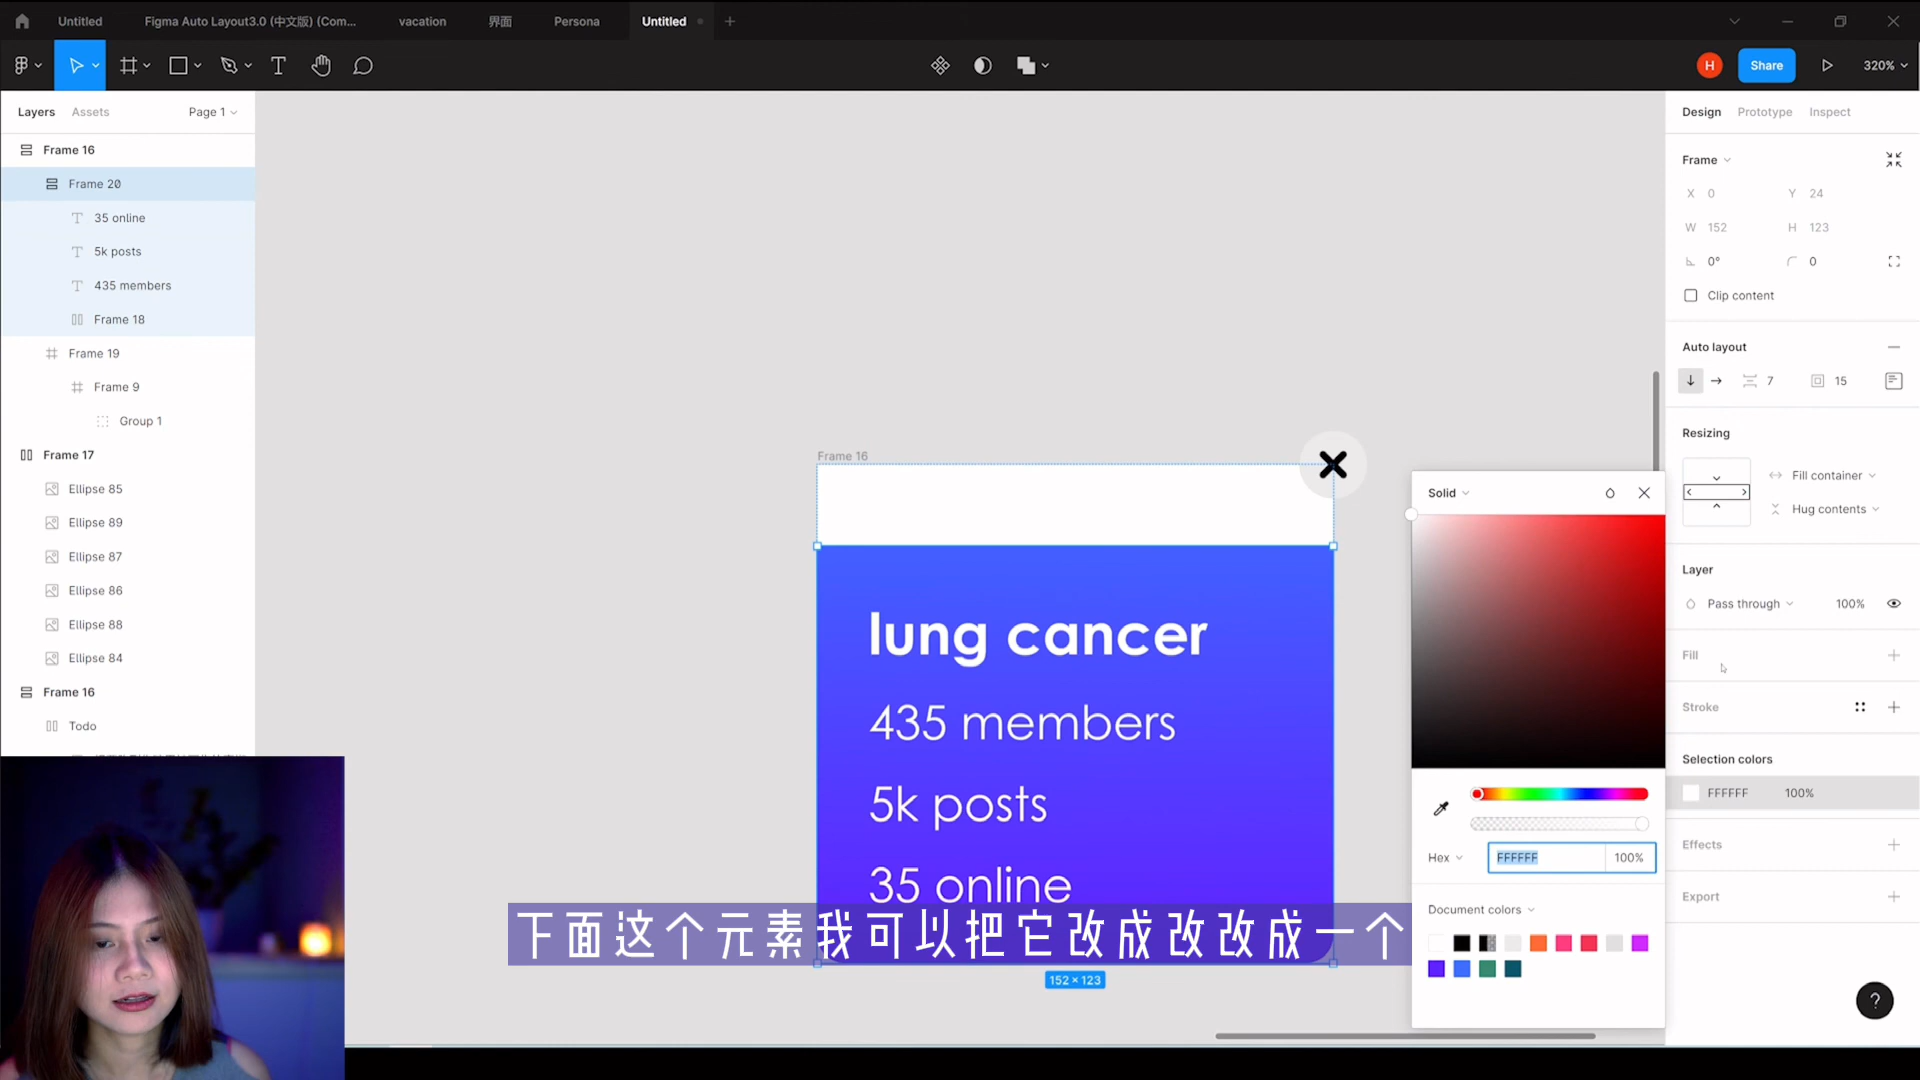 Untitled
Figma Auto Layout3.0 (中文版) (Com...
vacation
界面
Persona
Untitled
H
Share
320%
Layers
Assets
Page 1
Frame 16
Frame 20
35 online
5k posts
435 members
Frame 18
Frame 19
Frame 9
Group 1
Frame 17
Ellipse 85
Ellipse 89
Ellipse 87
Ellipse 86
Ellipse 88
Ellipse 84
Frame 16
Todo
Frame 16
lung cancer
435 members
5k posts
35 online
下面这个元素我可以把它改成改改成一个
152 × 123
Solid
Hex
FFFFFF
100%
Document colors
Design
Prototype
Inspect
Frame
X 0
Y 24
W 152
H 123
0°
0
Clip content
Auto layout
7
15
Resizing
Fill container
Hug contents
Layer
Pass through
100%
Fill
Stroke
Selection colors
FFFFFF
100%
Effects
Export
?